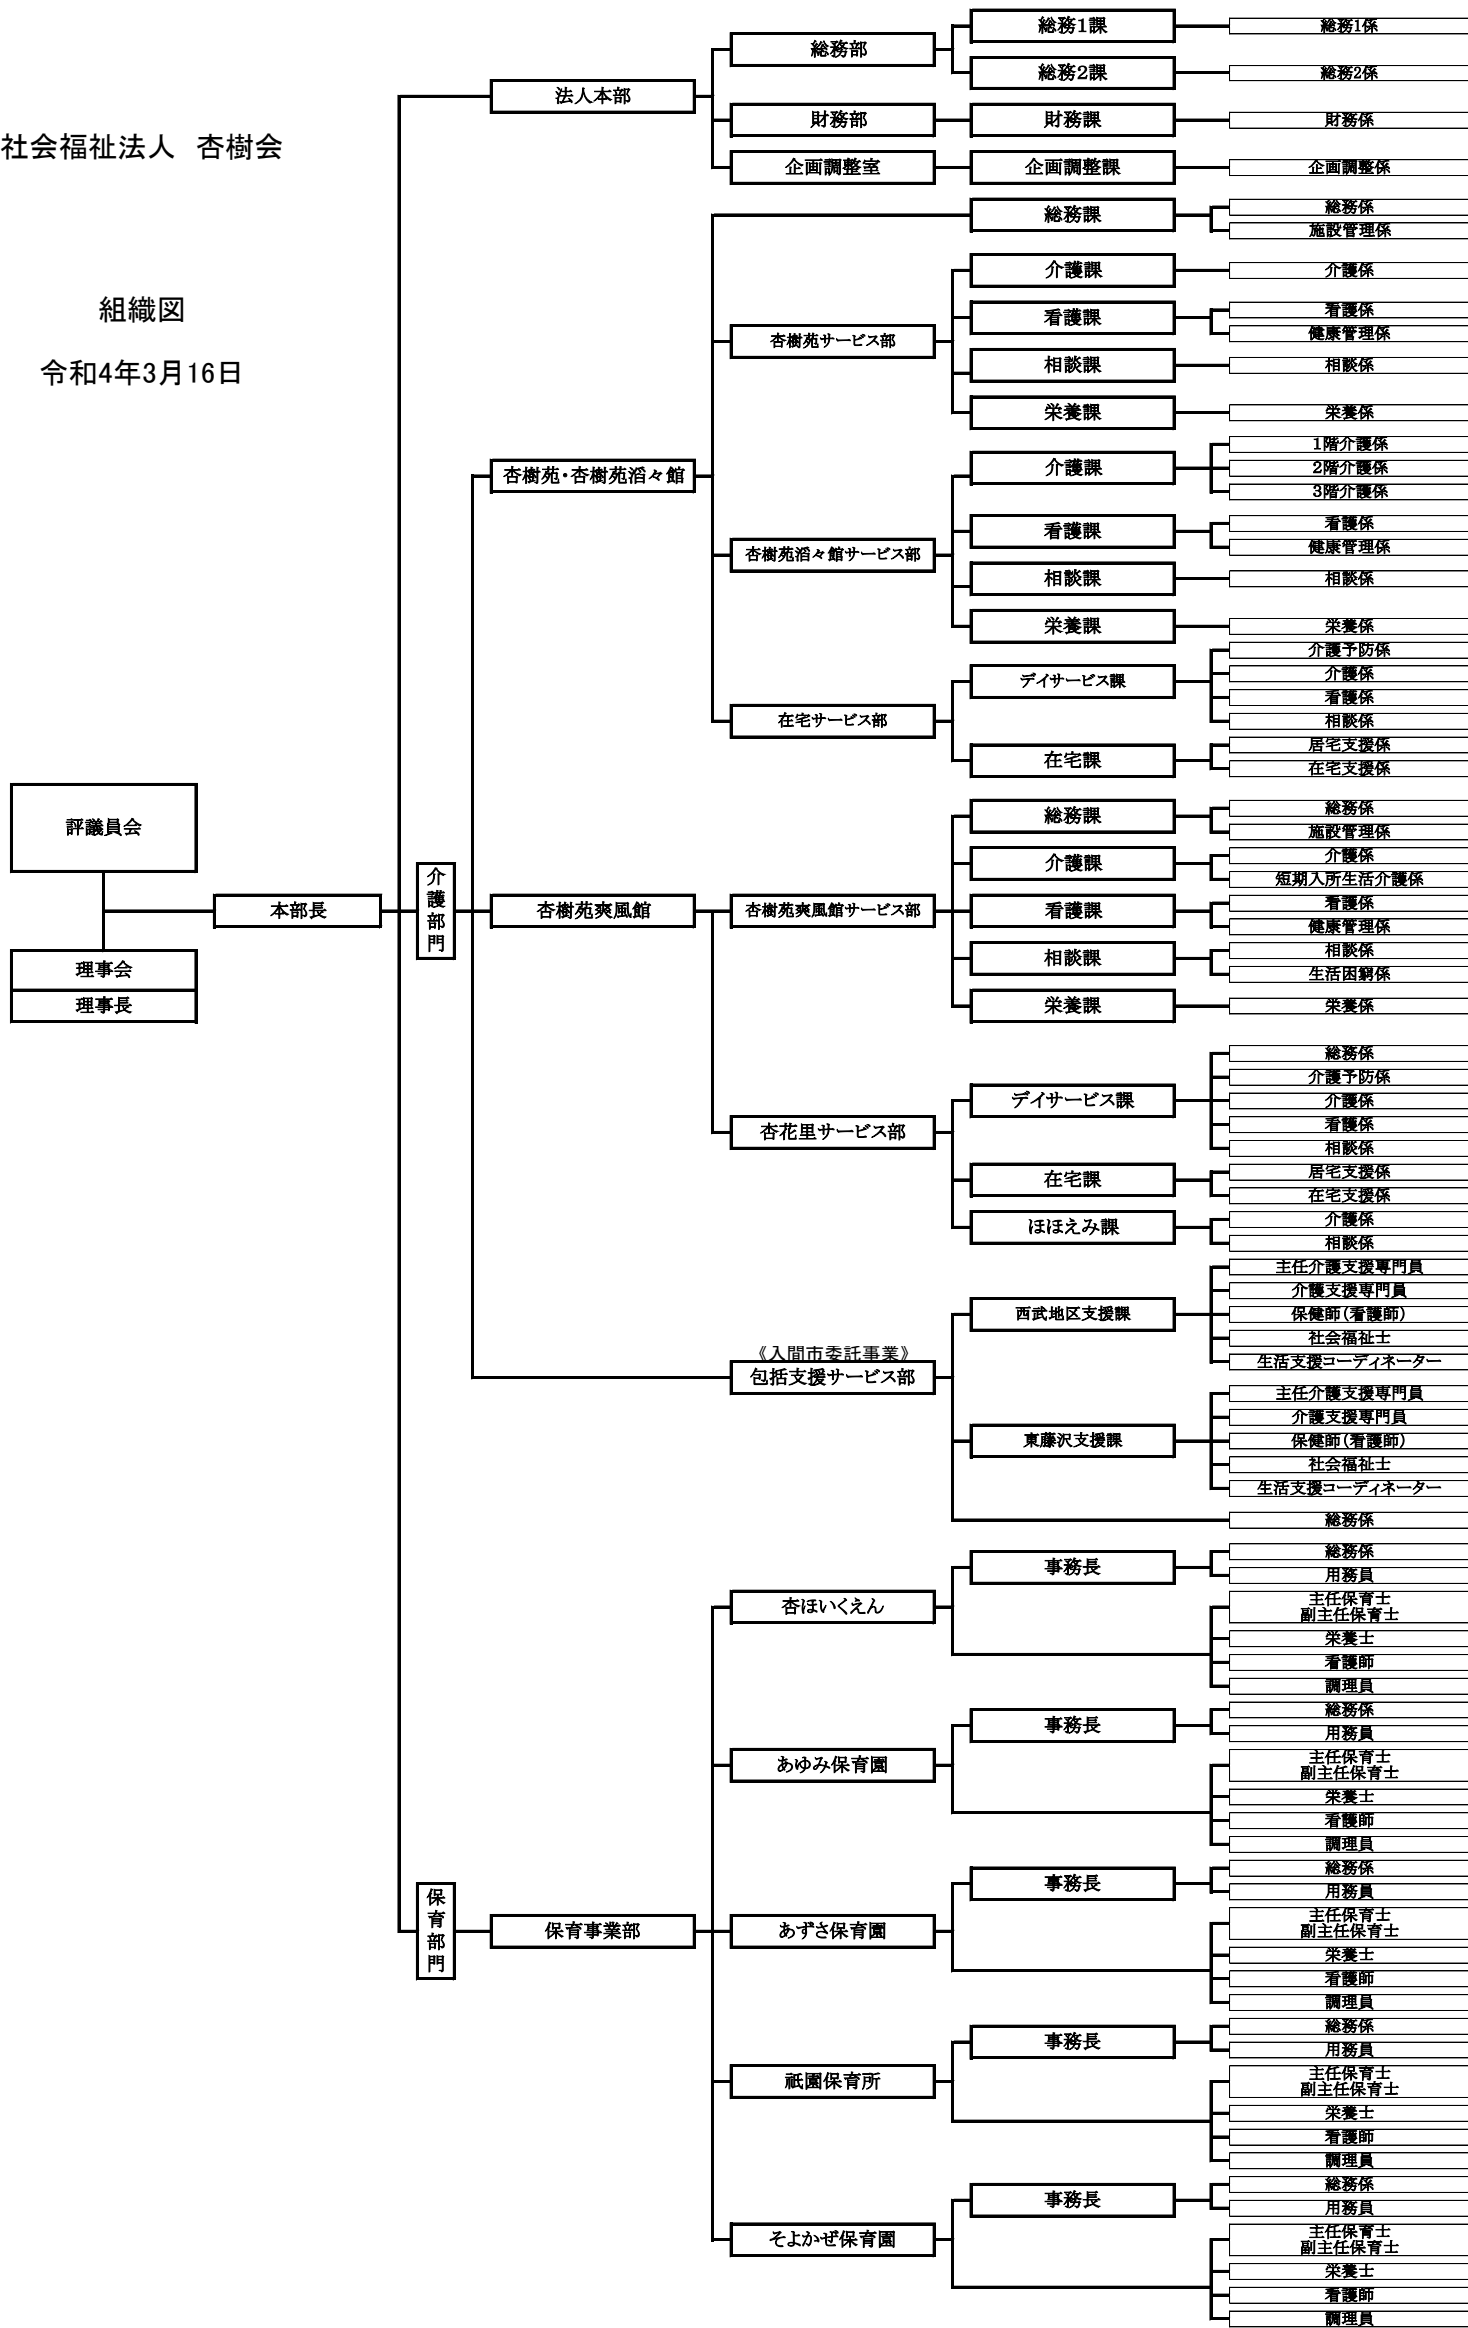 社会福祉法人　杏樹会
組織図
令和4年3月16日
評議員会
理事会
理事長
本部長
法人本部
総務部
総務1課
総務1係
総務2課
総務2係
財務部
財務課
財務係
企画調整室
企画調整課
企画調整係
介護部門
杏樹苑・杏樹苑滔々館
総務課
総務係
施設管理係
杏樹苑サービス部
介護課
介護係
看護課
看護係
健康管理係
相談課
相談係
栄養課
栄養係
杏樹苑滔々館サービス部
介護課
1階介護係
2階介護係
3階介護係
看護課
看護係
健康管理係
相談課
相談係
栄養課
栄養係
在宅サービス部
デイサービス課
介護予防係
介護係
看護係
相談係
在宅課
居宅支援係
在宅支援係
杏樹苑爽風館
杏樹苑爽風館サービス部
総務課
総務係
施設管理係
介護課
介護係
短期入所生活介護係
看護課
看護係
健康管理係
相談課
相談係
生活困窮係
栄養課
栄養係
杏花里サービス部
デイサービス課
総務係
介護予防係
介護係
看護係
相談係
在宅課
居宅支援係
在宅支援係
ほほえみ課
介護係
相談係
《入間市委託事業》
包括支援サービス部
西武地区支援課
主任介護支援専門員
介護支援専門員
保健師(看護師)
社会福祉士
生活支援コーディネーター
東藤沢支援課
主任介護支援専門員
介護支援専門員
保健師(看護師)
社会福祉士
生活支援コーディネーター
総務係
保育部門
保育事業部
杏ほいくえん
事務長
総務係
用務員
主任保育士
副主任保育士
栄養士
看護師
調理員
あゆみ保育園
事務長
総務係
用務員
主任保育士
副主任保育士
栄養士
看護師
調理員
あずさ保育園
事務長
総務係
用務員
主任保育士
副主任保育士
栄養士
看護師
調理員
祇園保育所
事務長
総務係
用務員
主任保育士
副主任保育士
栄養士
看護師
調理員
そよかぜ保育園
事務長
総務係
用務員
主任保育士
副主任保育士
栄養士
看護師
調理員